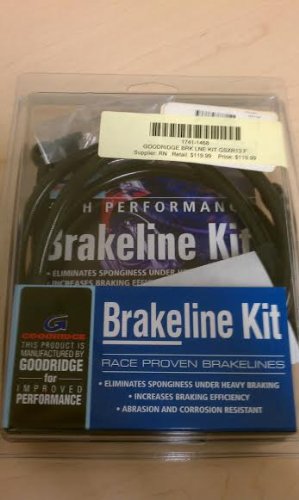 1741-1468
GOODRIDGE BRK LNE KIT GSXR13 F
Supplier: RN Retail: $119.99 Price: $119.99
H PERFORMANC
Brakeline Kit
• ELIMINATES SPONGINESS UNDER HEAVY
• INCREASES BRAKING EFFICI
G
GOODRIDGE
THIS PRODUCT IS
MANUFACTURED BY
GOODRIDGE
for
IMPROVED
PERFORMANCE
Brakeline Kit
RACE PROVEN BRAKELINES
• ELIMINATES SPONGINESS UNDER HEAVY BRAKING
• INCREASES BRAKING EFFICIENCY
• ABRASION AND CORROSION RESISTANT